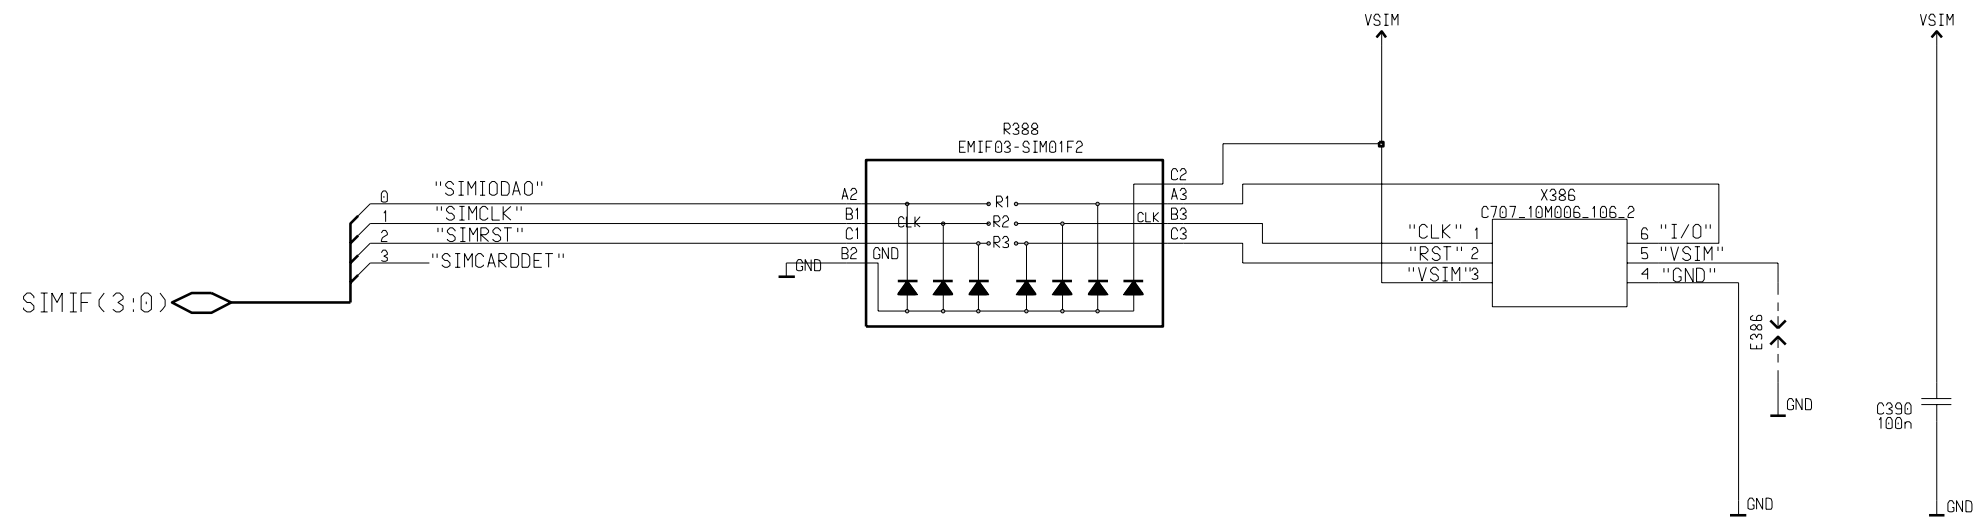 VSIM
VSIM
R388
EMIF03-SIM01F2
C2
0 "SIMIODAO" A2 R1 A3
1 "SIMCLK" B1 CLK R2 CLK B3
2 "SIMRST" C1 R3 C3
3 "SIMCARDDET" GND B2 GND
SIMIF(3:0)
X386
C707_10M006_106_2
"CLK" 1 6 "I/O"
"RST" 2 5 "VSIM"
"VSIM" 3 4 "GND"
E386
GND
C390
100n
GND
GND